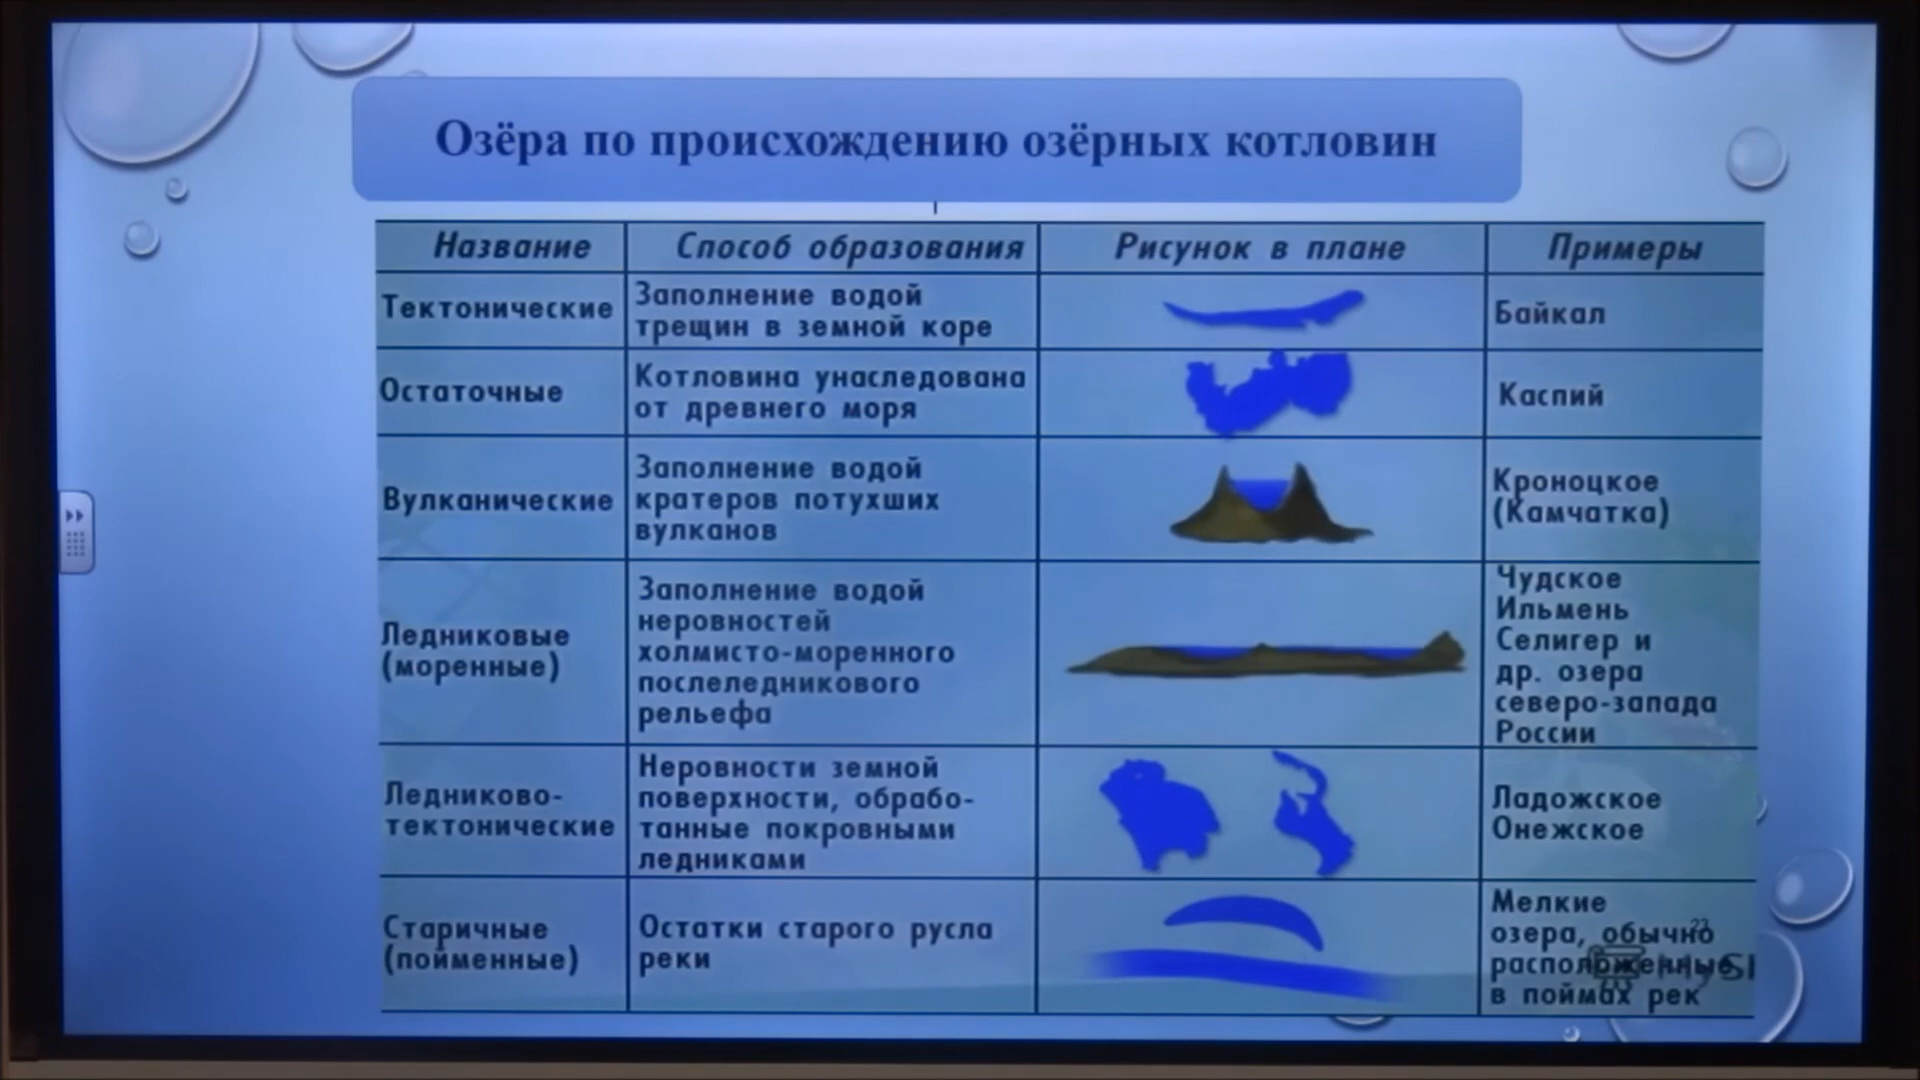 Озёра по происхождению озёрных котловин
Название
Способ образования
Рисунок в плане
Примеры
Тектонические
Заполнение водой
трещин в земной коре
Байкал
Остаточные
Котловина унаследована
от древнего моря
Каспий
Вулканические
Заполнение водой
кратеров потухших
вулканов
Кроноцкое
(Камчатка)
Ледниковые
(моренные)
Заполнение водой
неровностей
холмисто-моренного
послеледникового
рельефа
Чудское
Ильмень
Селигер и
др. озера
северо-запада
России
Ледниково-
тектонические
Неровности земной
поверхности, обрабо-
танные покровными
ледниками
Ладожское
Онежское
Старичные
(пойменные)
Остатки старого русла
реки
Мелкие
озера, обычно
расположенные
в поймах рек
23